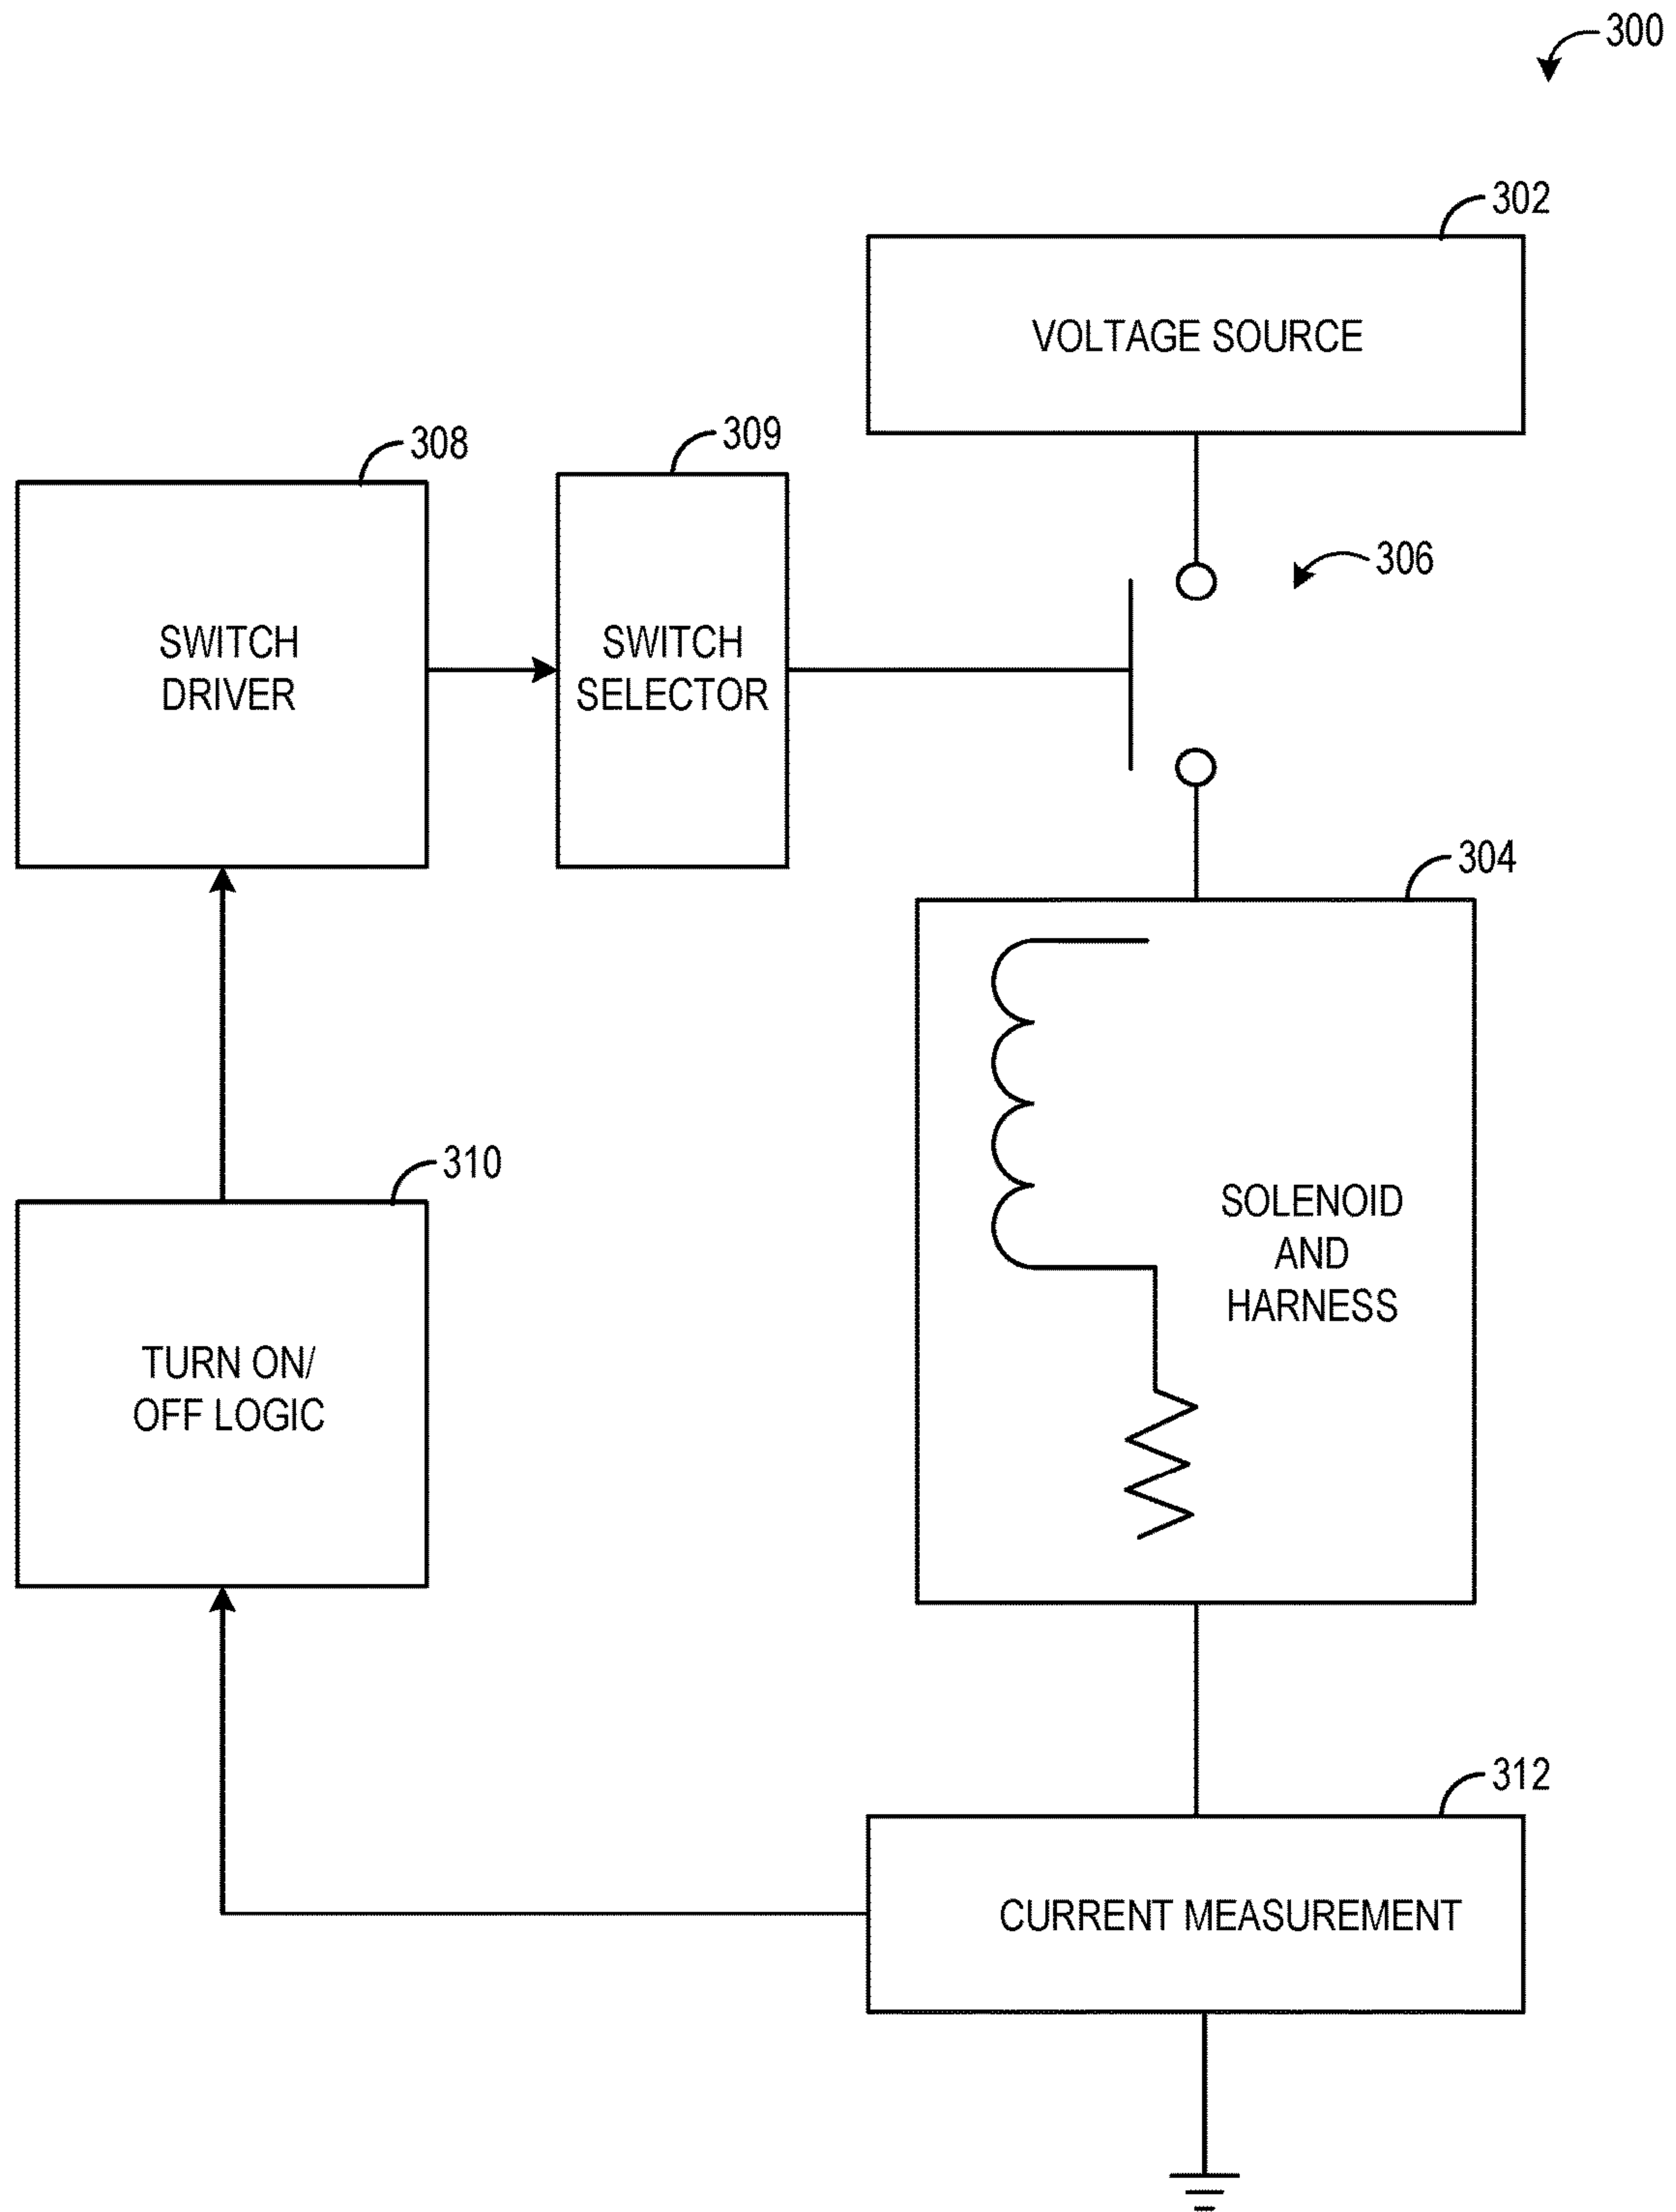 300
302
VOLTAGE SOURCE
308
309
306
SWITCH
DRIVER
SWITCH
SELECTOR
304
310
SOLENOID
AND
HARNESS
TURN ON/
OFF LOGIC
312
CURRENT MEASUREMENT